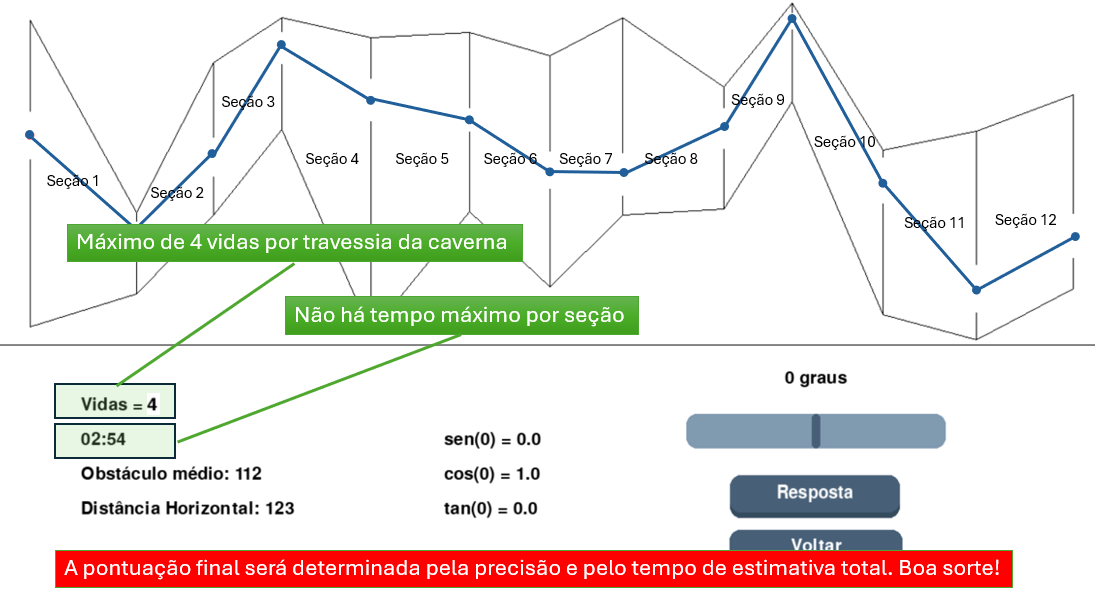 Seção 1
Seção 2
Seção 3
Seção 4
Seção 5
Seção 6
Seção 7
Seção 8
Seção 9
Seção 10
Seção 11
Seção 12
Máximo de 4 vidas por travessia da caverna
Não há tempo máximo por seção
Vidas = 4
02:54
Obstáculo médio: 112
Distância Horizontal: 123
sen(0) = 0.0
cos(0) = 1.0
tan(0) = 0.0
0 graus
Resposta
Voltar
A pontuação final será determinada pela precisão e pelo tempo de estimativa total. Boa sorte!